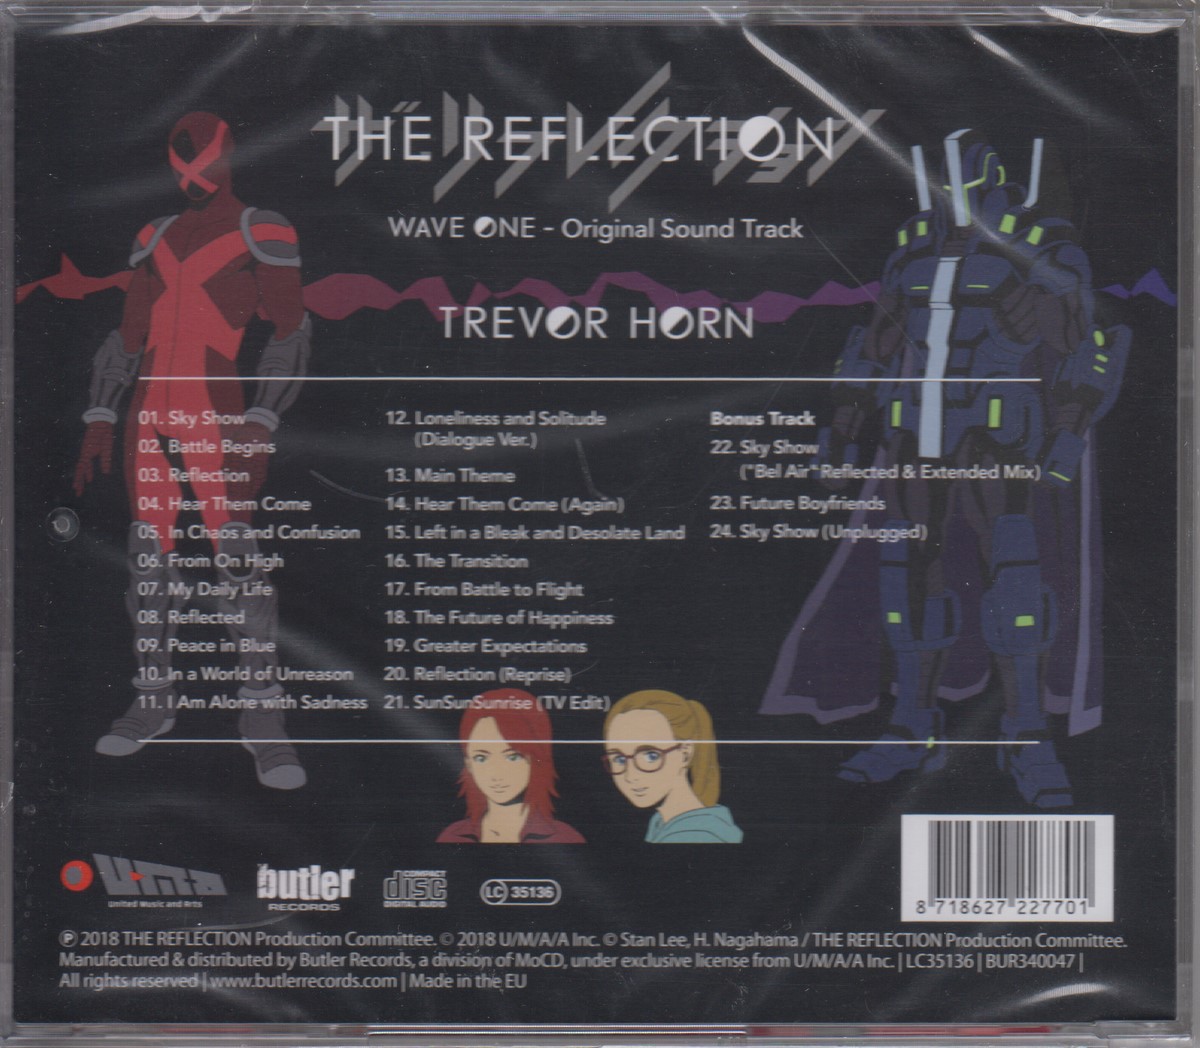 ザ・リフレクション
THE REFLECTION
WAVE ONE – Original Sound Track
TREVOR HORN
01. Sky Show
02. Battle Begins
03. Reflection
04. Hear Them Come
05. In Chaos and Confusion
06. From On High
07. My Daily Life
08. Reflected
09. Peace in Blue
10. In a World of Unreason
11. I Am Alone with Sadness
12. Loneliness and Solitude
(Dialogue Ver.)
13. Main Theme
14. Hear Them Come (Again)
15. Left in a Bleak and Desolate Land
16. The Transition
17. From Battle to Flight
18. The Future of Happiness
19. Greater Expectations
20. Reflection (Reprise)
21. SunSunSunrise (TV Edit)
Bonus Track
22. Sky Show
("Bel Air" Reflected & Extended Mix)
23. Future Boyfriends
24. Sky Show (Unplugged)
U/M/A/A
United Music and Arts
butler
RECORDS
COMPACT
disc
DIGITAL AUDIO
LC 35136
8 718627 227701
℗ 2018 THE REFLECTION Production Committee. © 2018 U/M/A/A Inc. © Stan Lee, H. Nagahama / THE REFLECTION Production Committee.
Manufactured & distributed by Butler Records, a division of MoCD, under exclusive license from U/M/A/A Inc. | LC35136 | BUR340047 |
All rights reserved | www.butlerrecords.com | Made in the EU